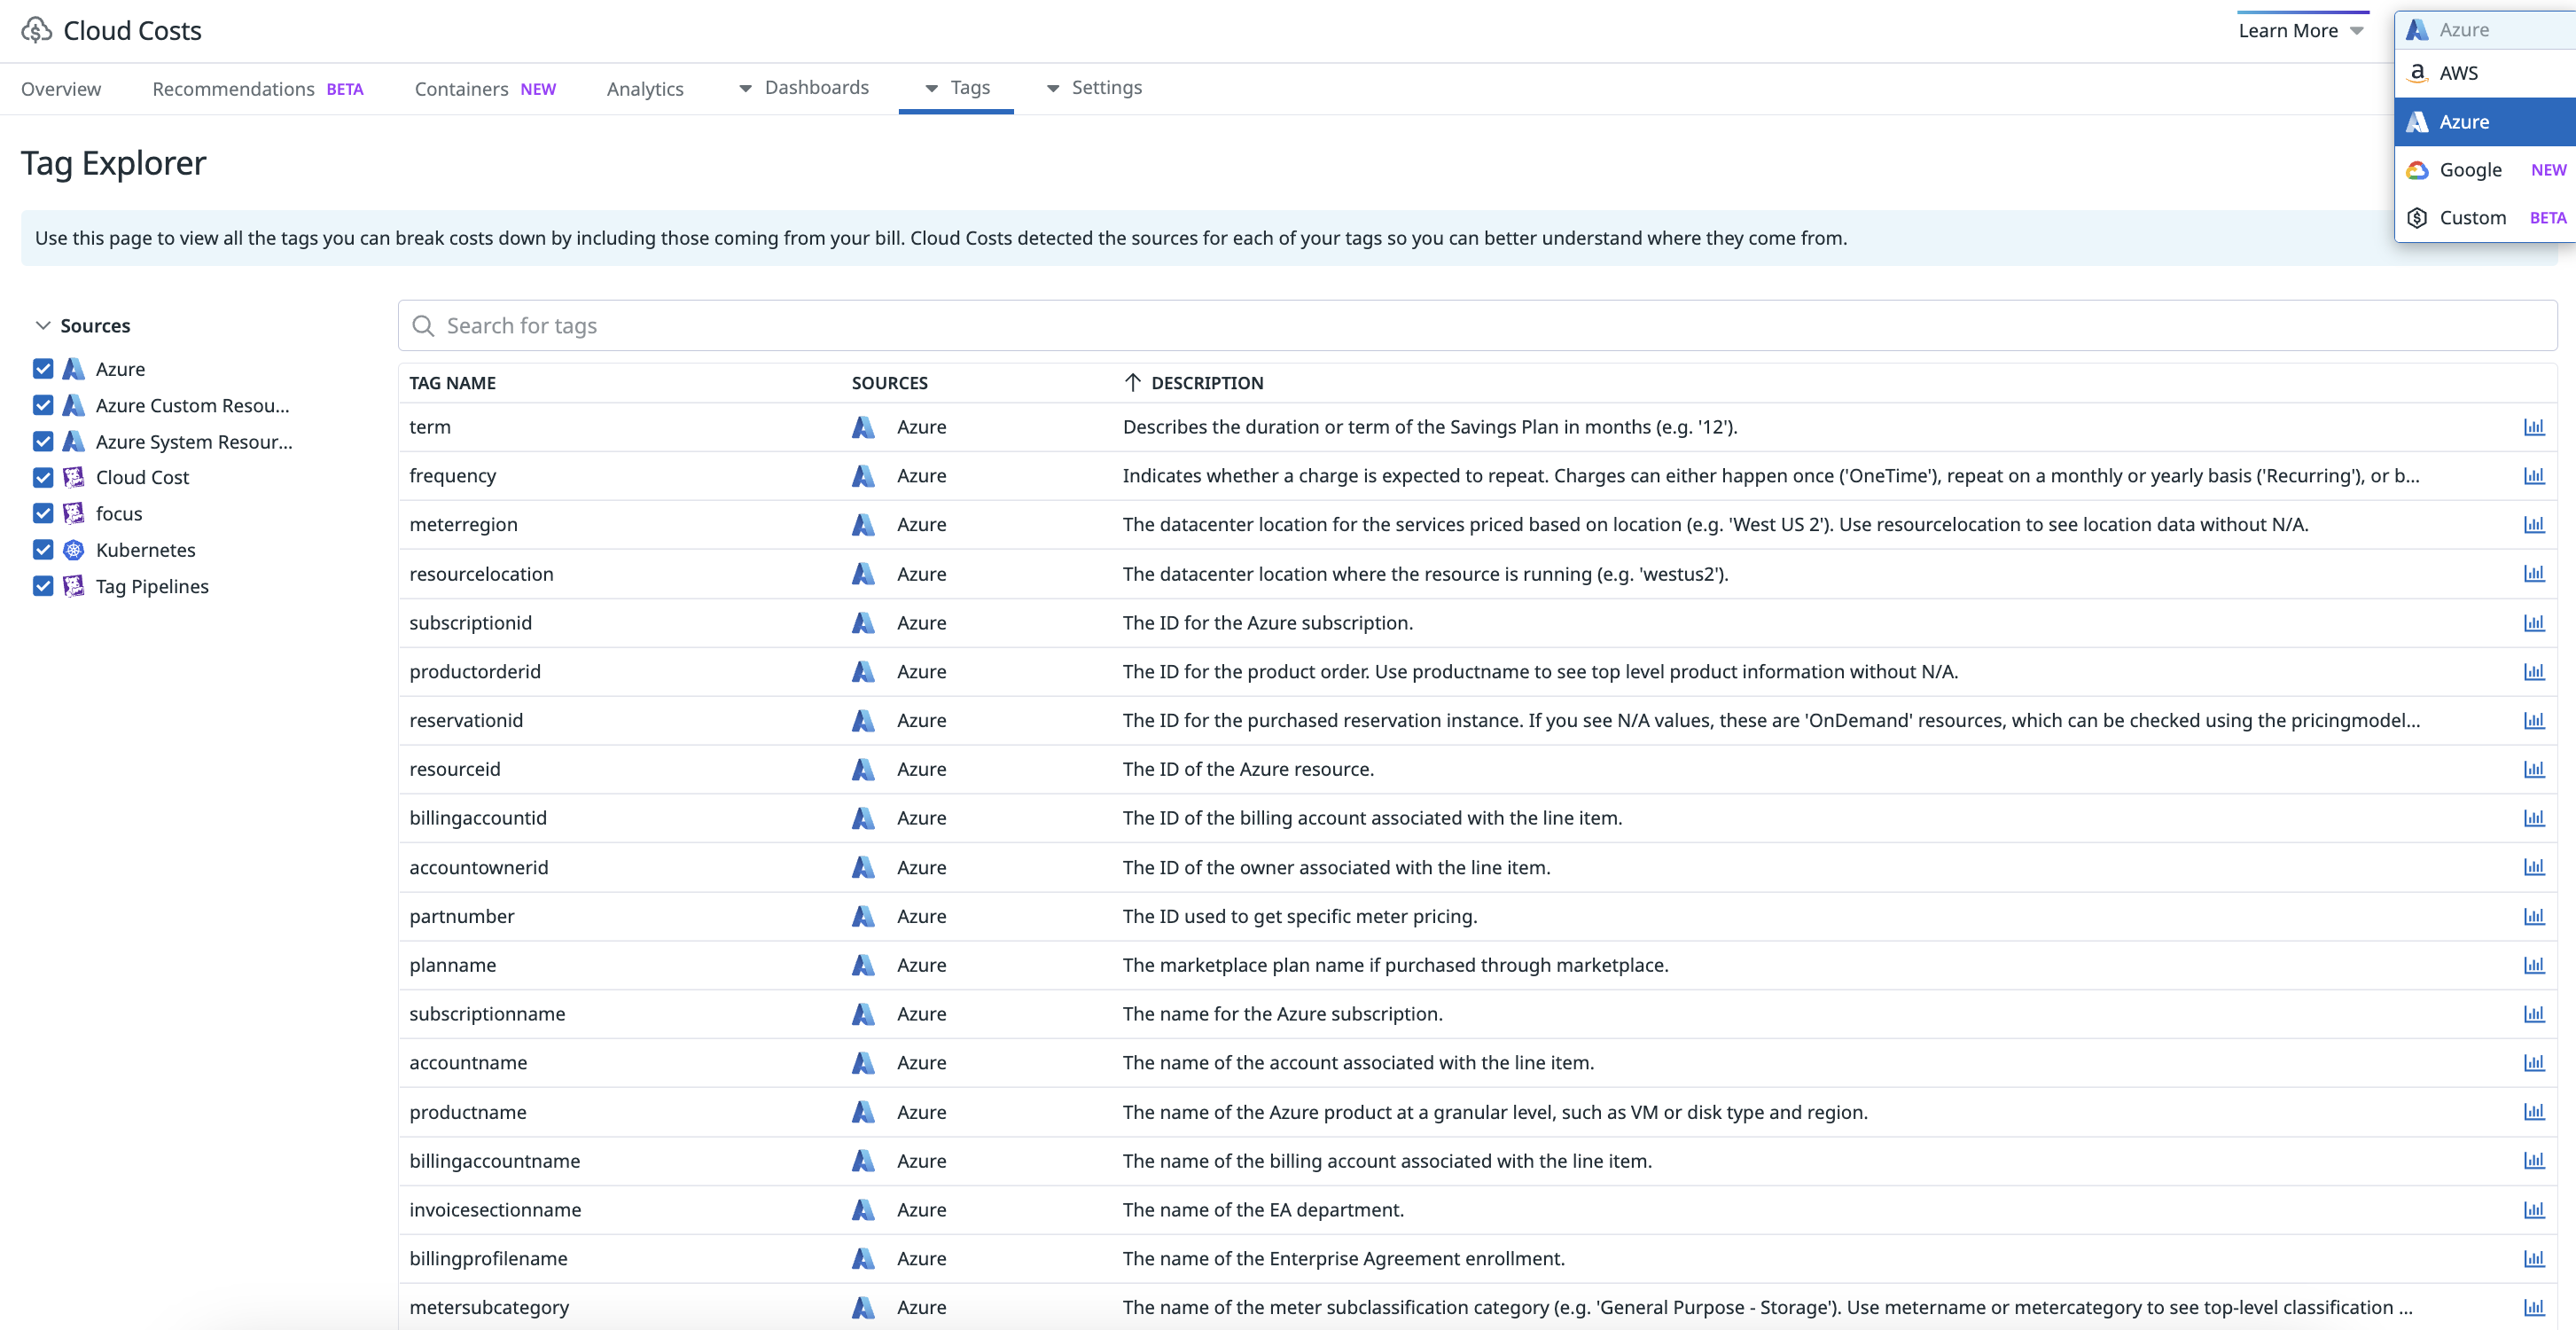 Cloud Costs
Learn More
Azure
AWS
Azure
Google NEW
Custom BETA
Overview Recommendations BETA Containers NEW Analytics Dashboards Tags Settings
Tag Explorer
Use this page to view all the tags you can break costs down by including those coming from your bill. Cloud Costs detected the sources for each of your tags so you can better understand where they come from.
Sources
Azure
Azure Custom Resou...
Azure System Resour...
Cloud Cost
focus
Kubernetes
Tag Pipelines
Search for tags
TAG NAME SOURCES DESCRIPTION
term Azure Describes the duration or term of the Savings Plan in months (e.g. '12').
frequency Azure Indicates whether a charge is expected to repeat. Charges can either happen once ('OneTime'), repeat on a monthly or yearly basis ('Recurring'), or b...
meterregion Azure The datacenter location for the services priced based on location (e.g. 'West US 2'). Use resourcelocation to see location data without N/A.
resourcelocation Azure The datacenter location where the resource is running (e.g. 'westus2').
subscriptionid Azure The ID for the Azure subscription.
productorderid Azure The ID for the product order. Use productname to see top level product information without N/A.
reservationid Azure The ID for the purchased reservation instance. If you see N/A values, these are 'OnDemand' resources, which can be checked using the pricingmodel...
resourceid Azure The ID of the Azure resource.
billingaccountid Azure The ID of the billing account associated with the line item.
accountownerid Azure The ID of the owner associated with the line item.
partnumber Azure The ID used to get specific meter pricing.
planname Azure The marketplace plan name if purchased through marketplace.
subscriptionname Azure The name for the Azure subscription.
accountname Azure The name of the account associated with the line item.
productname Azure The name of the Azure product at a granular level, such as VM or disk type and region.
billingaccountname Azure The name of the billing account associated with the line item.
invoicesectionname Azure The name of the EA department.
billingprofilename Azure The name of the Enterprise Agreement enrollment.
metersubcategory Azure The name of the meter subclassification category (e.g. 'General Purpose - Storage'). Use metername or metercategory to see top-level classification ...